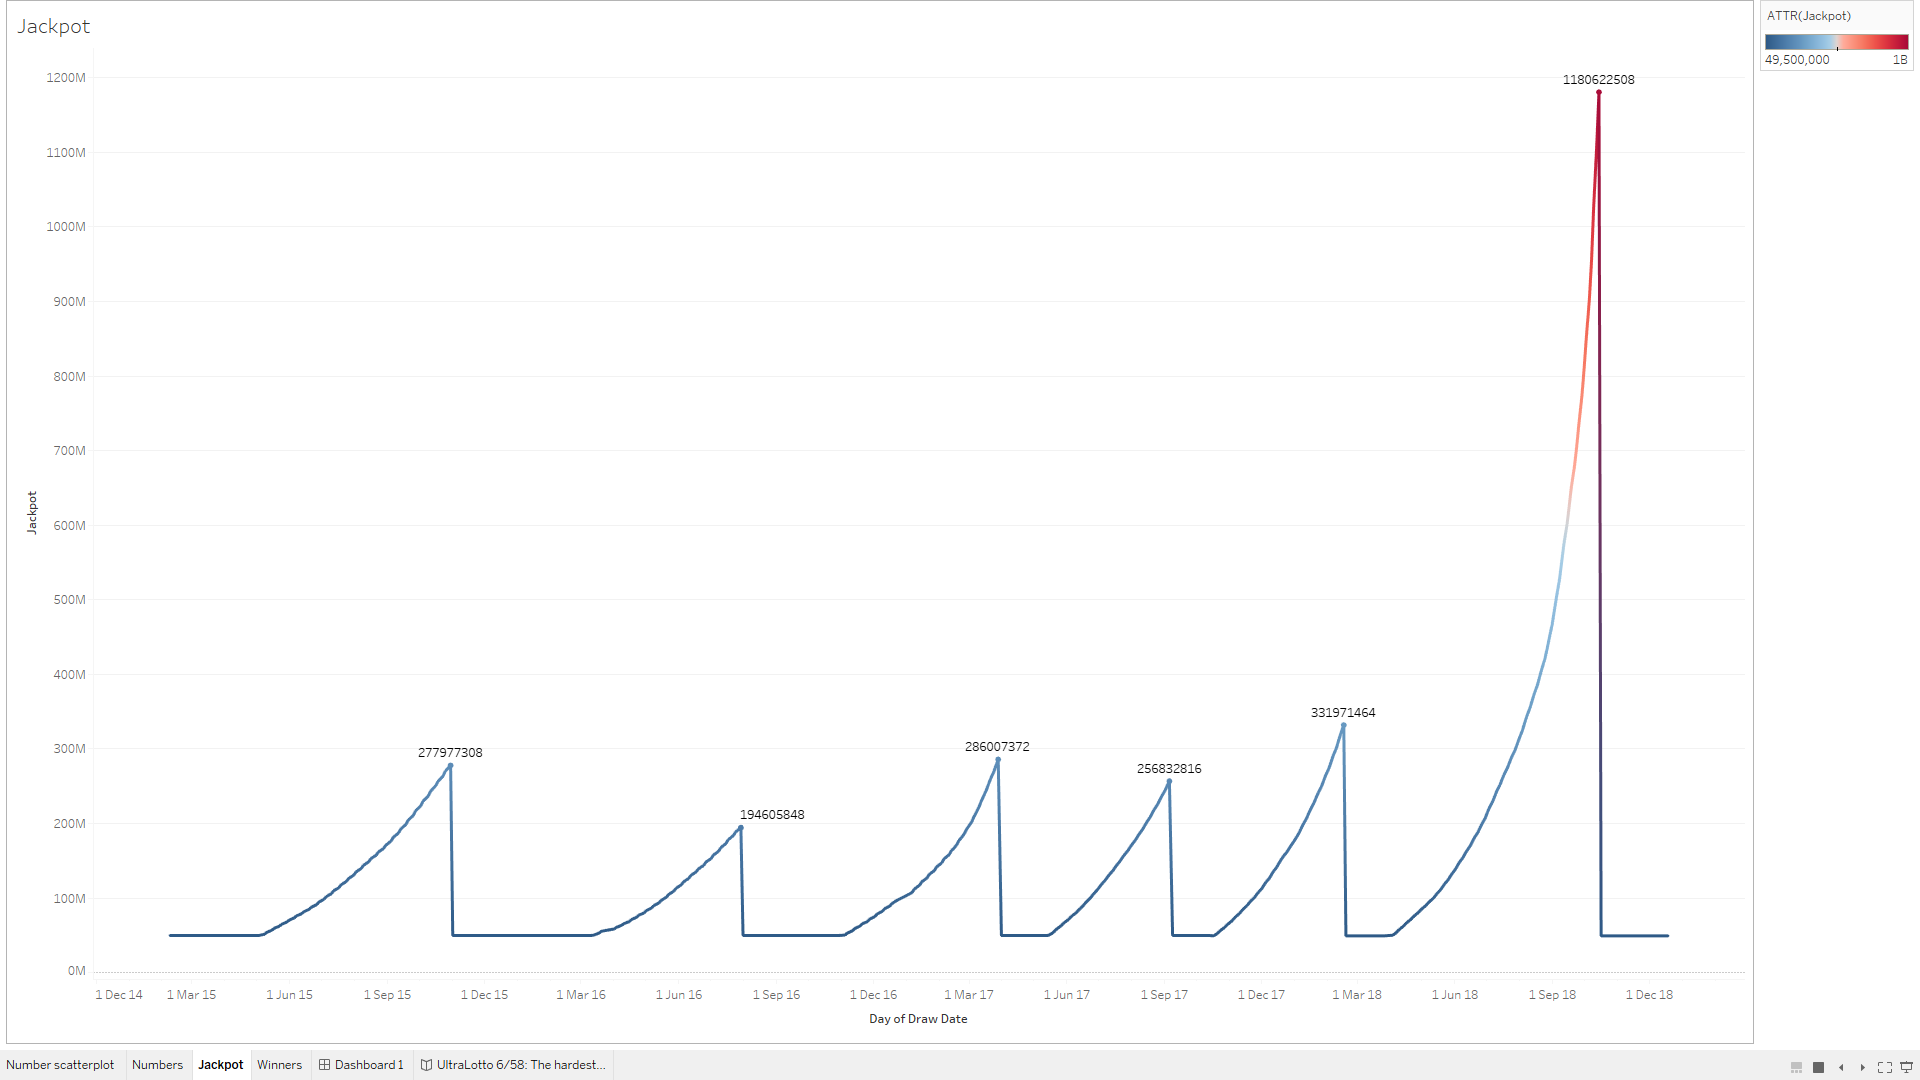 Jackpot
ATTR(Jackpot)
49,500,000 1B
1200M
1100M
1000M
900M
800M
700M
600M
500M
400M
300M
200M
100M
0M
Jackpot
1180622508
331971464
286007372
277977308
256832816
194605848
1 Dec 14 1 Mar 15 1 Jun 15 1 Sep 15 1 Dec 15 1 Mar 16 1 Jun 16 1 Sep 16 1 Dec 16 1 Mar 17 1 Jun 17 1 Sep 17 1 Dec 17 1 Mar 18 1 Jun 18 1 Sep 18 1 Dec 18
Day of Draw Date
Number scatterplot Numbers Jackpot Winners Dashboard 1 UltraLotto 6/58: The hardest...